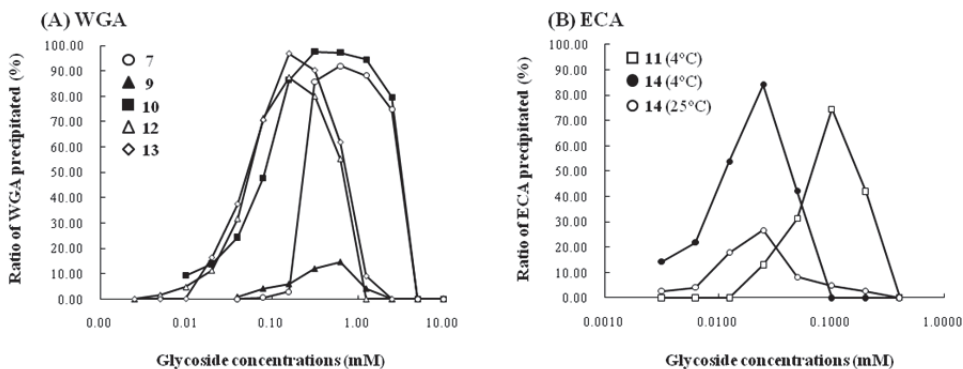 (A) WGA
Ratio of WGA precipitated (%)
100.00
90.00
80.00
70.00
60.00
50.00
40.00
30.00
20.00
10.00
0.00
7
9
10
12
13
0.00 0.01 0.10 1.00 10.00
Glycoside concentrations (mM)
(B) ECA
Ratio of ECA precipitated (%)
100.00
90.00
80.00
70.00
60.00
50.00
40.00
30.00
20.00
10.00
0.00
11 (4°C)
14 (4°C)
14 (25°C)
0.0010 0.0100 0.1000 1.0000
Glycoside concentrations (mM)